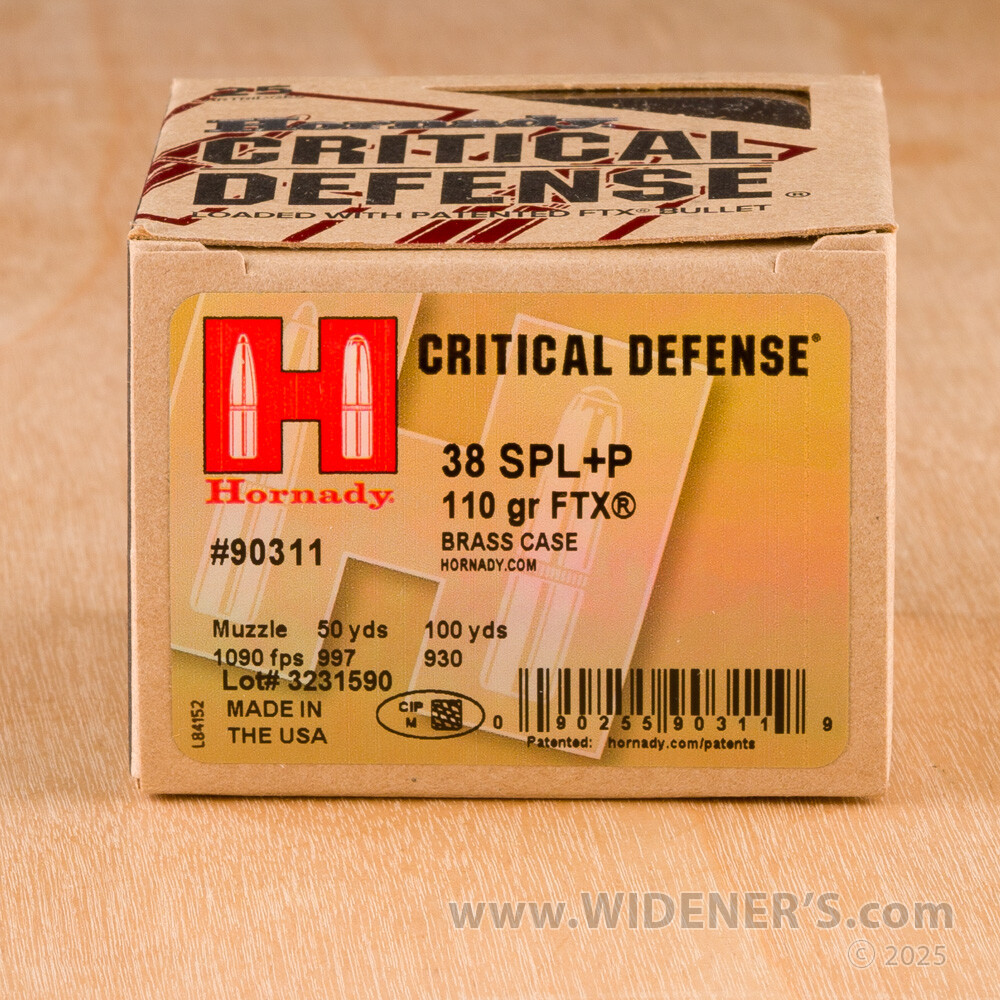 25
Hornady
CRITICAL
DEFENSE®
LOADED WITH PATENTED FTX® BULLET
CRITICAL DEFENSE®
Hornady
38 SPL+P
110 gr FTX®
BRASS CASE
HORNADY.COM
#90311
Muzzle 50 yds 100 yds
1090 fps 997 930
Lot# 3231590
MADE IN
THE USA
L84152
CIP
M
0 90255 90311 9
Patented: hornady.com/patents
www.WIDENER'S.com
© 2025